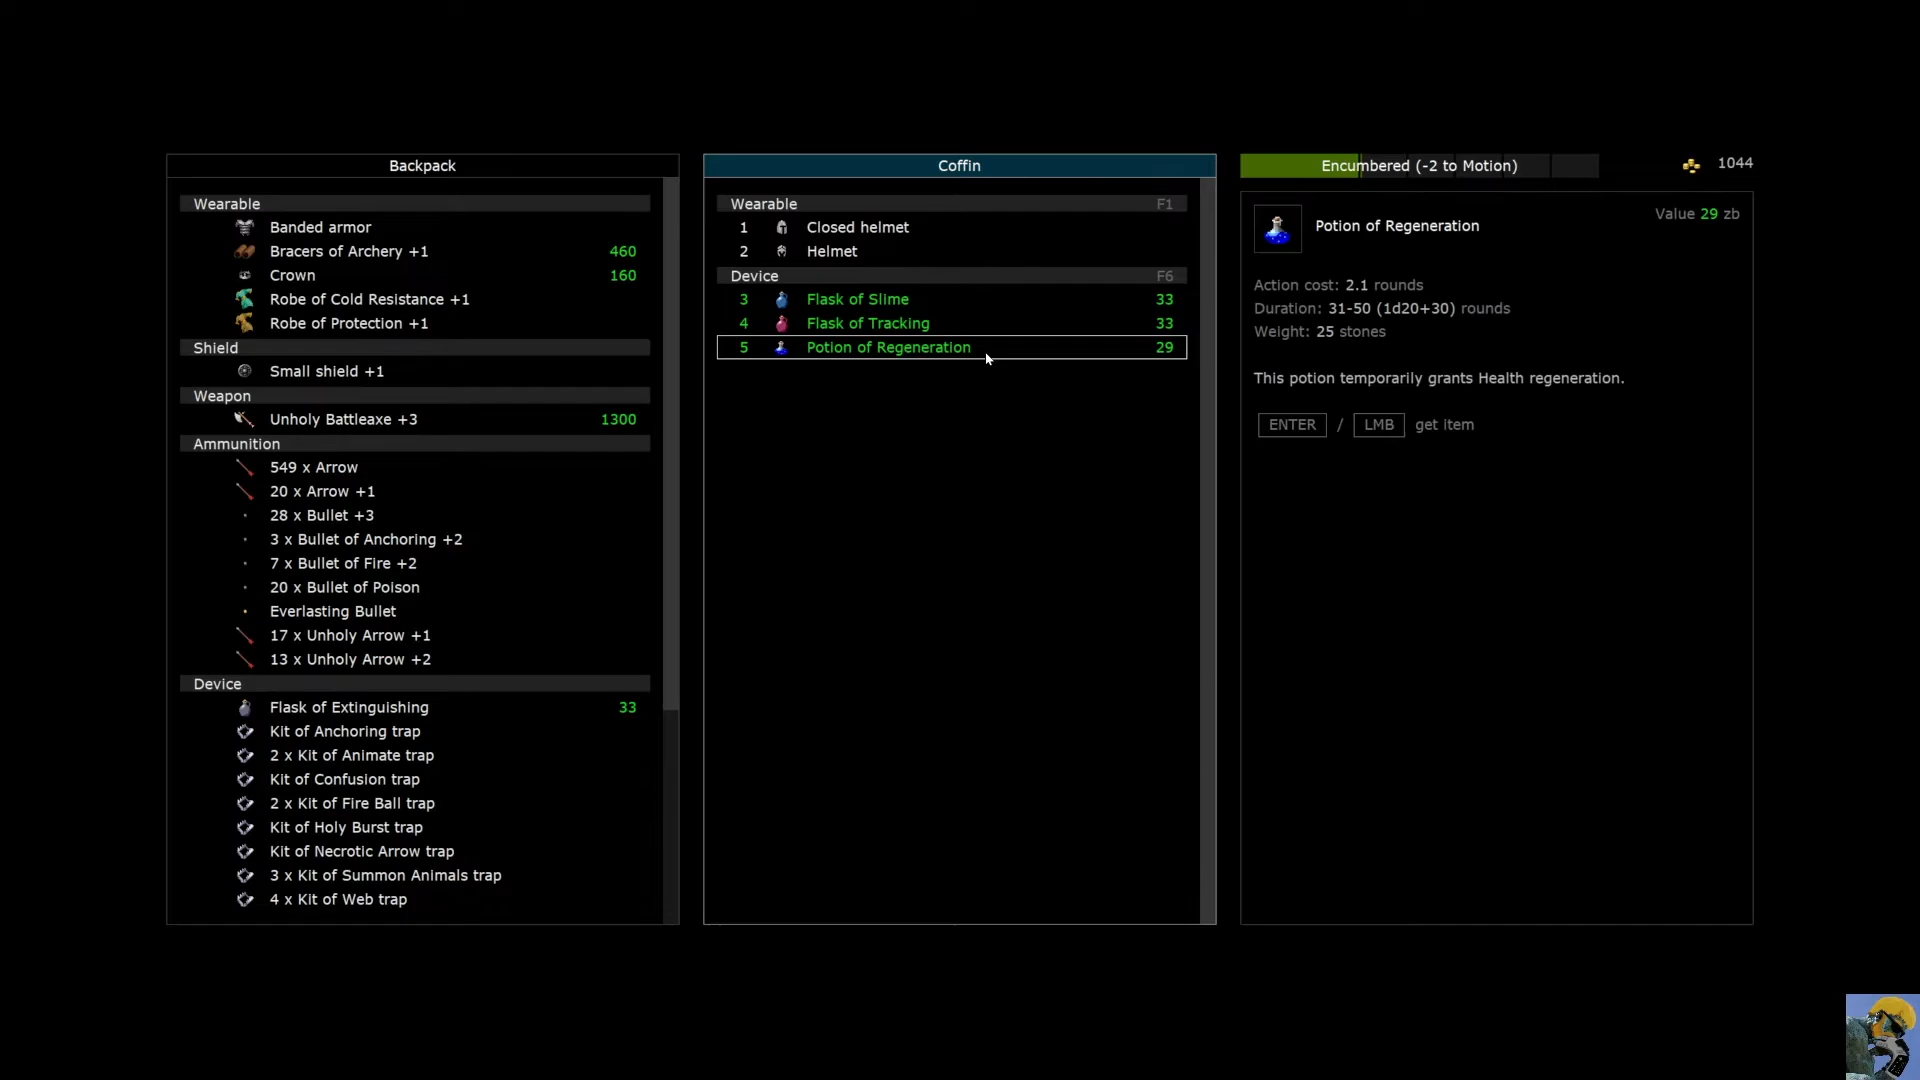 Backpack
Wearable
Banded armor
Bracers of Archery +1 460
Crown 160
Robe of Cold Resistance +1
Robe of Protection +1
Shield
Small shield +1
Weapon
Unholy Battleaxe +3 1300
Ammunition
549 x Arrow
20 x Arrow +1
28 x Bullet +3
3 x Bullet of Anchoring +2
7 x Bullet of Fire +2
20 x Bullet of Poison
Everlasting Bullet
17 x Unholy Arrow +1
13 x Unholy Arrow +2
Device
Flask of Extinguishing 33
Kit of Anchoring trap
2 x Kit of Animate trap
Kit of Confusion trap
2 x Kit of Fire Ball trap
Kit of Holy Burst trap
Kit of Necrotic Arrow trap
3 x Kit of Summon Animals trap
4 x Kit of Web trap
Coffin
Wearable F1
1 Closed helmet
2 Helmet
Device F6
3 Flask of Slime 33
4 Flask of Tracking 33
5 Potion of Regeneration 29
Encumbered (-2 to Motion)
1044
Value 29 zb
Potion of Regeneration
Action cost: 2.1 rounds
Duration: 31-50 (1d20+30) rounds
Weight: 25 stones
This potion temporarily grants Health regeneration.
ENTER / LMB get item